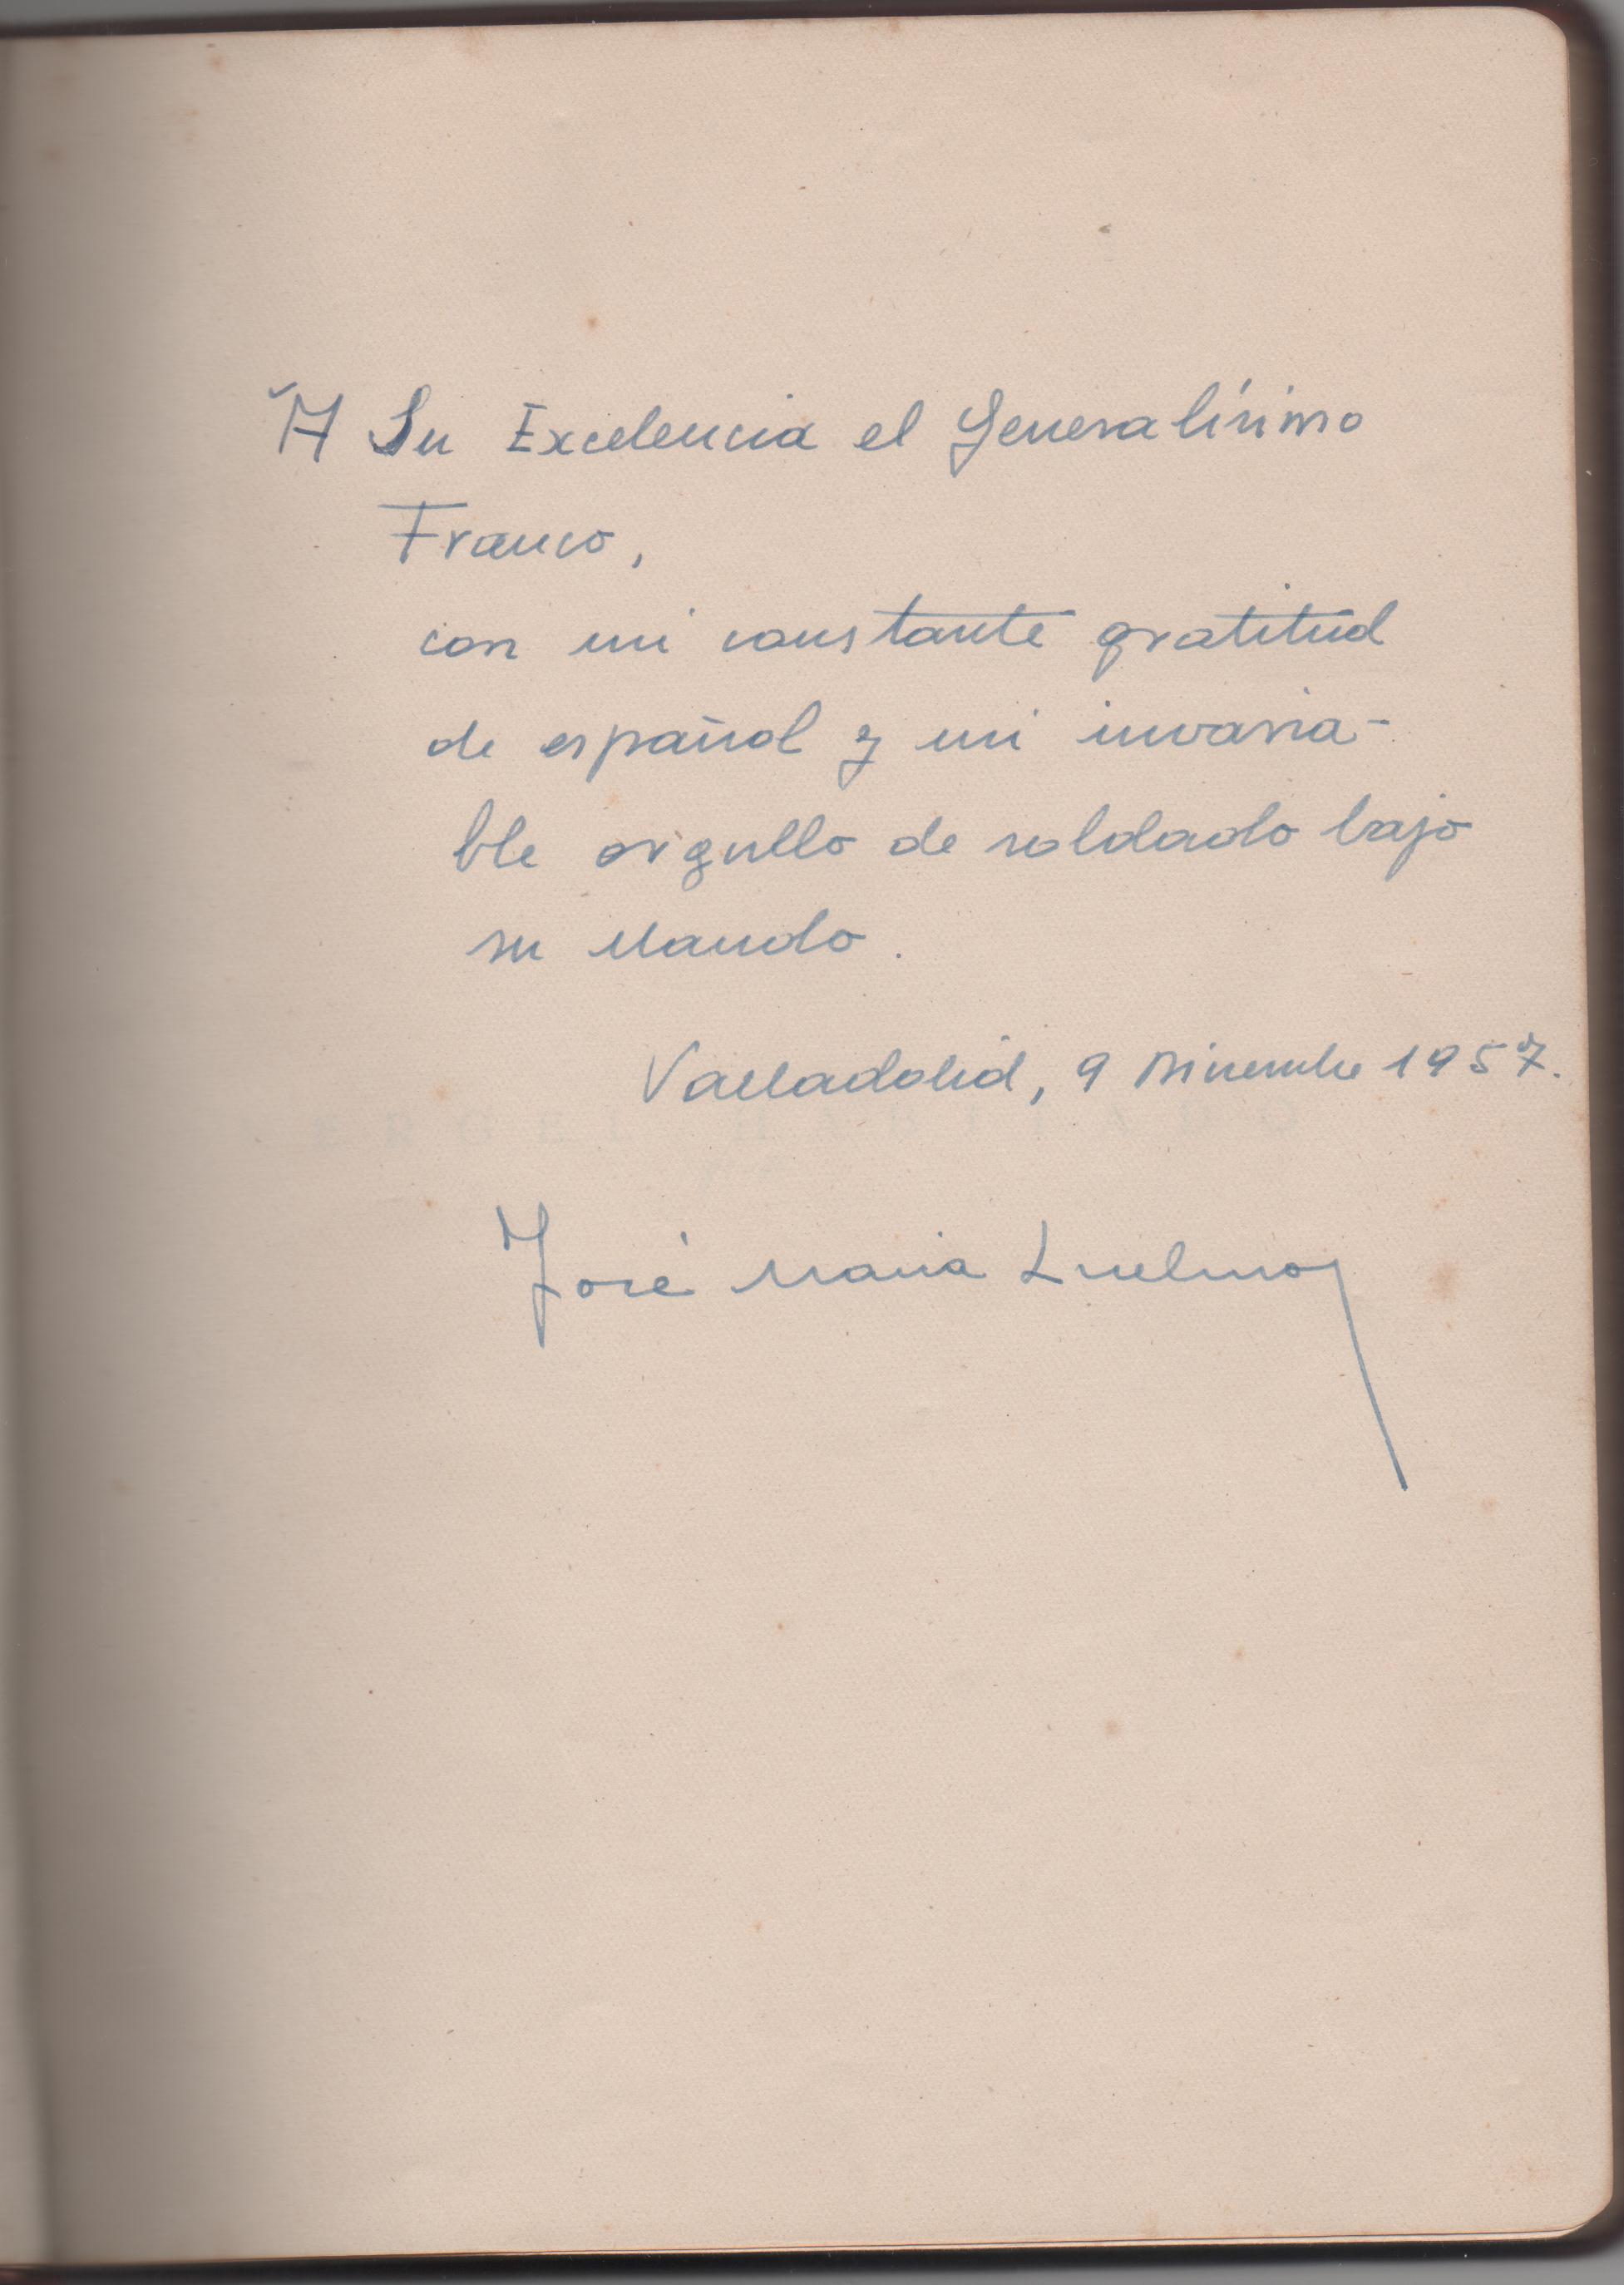 A Su Excelencia el Generalísimo
Franco,
con mi constante gratitud
de español y mi invaria-
ble orgullo de soldado bajo
su Mando.
Valladolid, 9 Diciembre 1957.
José María Luelmo